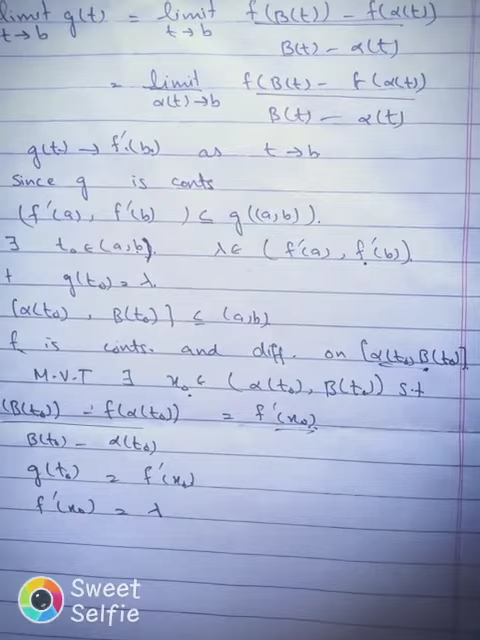 limit t→b g(t) = limit t→b f(B(t)) - f(α(t)) / B(t) - α(t)
= limit α(t)→b f(B(t) - f(α(t)) / B(t) - α(t)
g(t) → f'(b) as t→b
since g is conts
(f'(a), f'(b) ) ⊆ g((a,b)).
∃ t₀ ∈ (a,b). λ ∈ (f'(a), f'(b))
+ g(t₀) = λ.
[α(t₀), B(t₀)] ⊆ (a,b)
f is conts. and diff. on [α(t₀), B(t₀)].
M.V.T ∃ x₀ ∈ (α(t₀), B(t₀)) s.t
(B(t₀)) - f(α(t₀)) / B(t₀) - α(t₀) = f'(x₀)
g(t₀) = f'(x₀)
f'(x₀) = λ
Sweet
Selfie